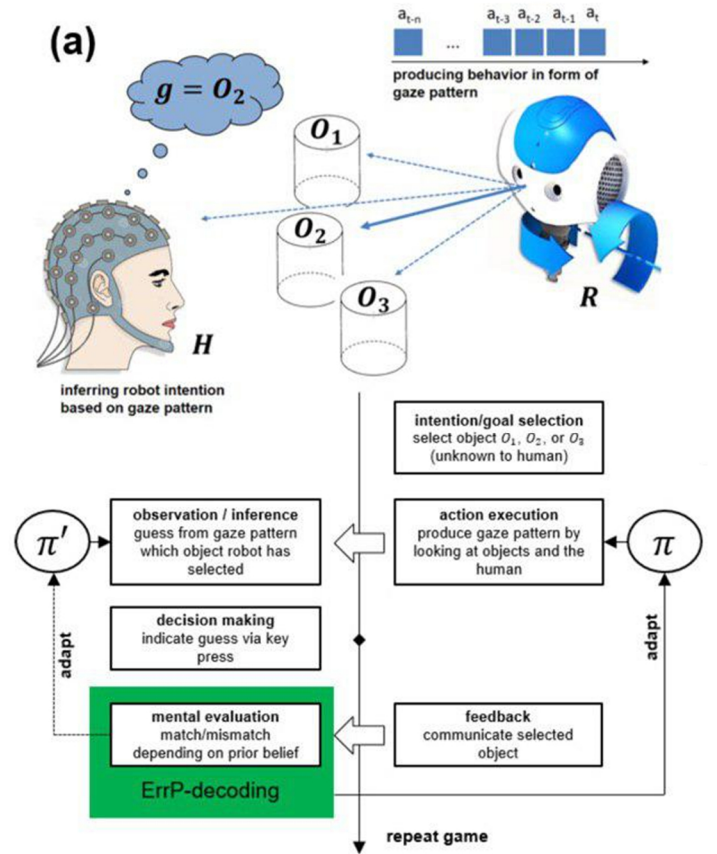 (a)
a_{t-n} ... a_{t-3} a_{t-2} a_{t-1} a_t
producing behavior in form of
gaze pattern
g = O₂
O₁
O₂
O₃
R
H
inferring robot intention
based on gaze pattern
intention/goal selection
select object O₁, O₂, or O₃
(unknown to human)
observation / inference
guess from gaze pattern
which object robot has
selected
action execution
produce gaze pattern by
looking at objects and the
human
π′
π
decision making
indicate guess via key
press
adapt
adapt
mental evaluation
match/mismatch
depending on prior belief
feedback
communicate selected
object
ErrP-decoding
repeat game